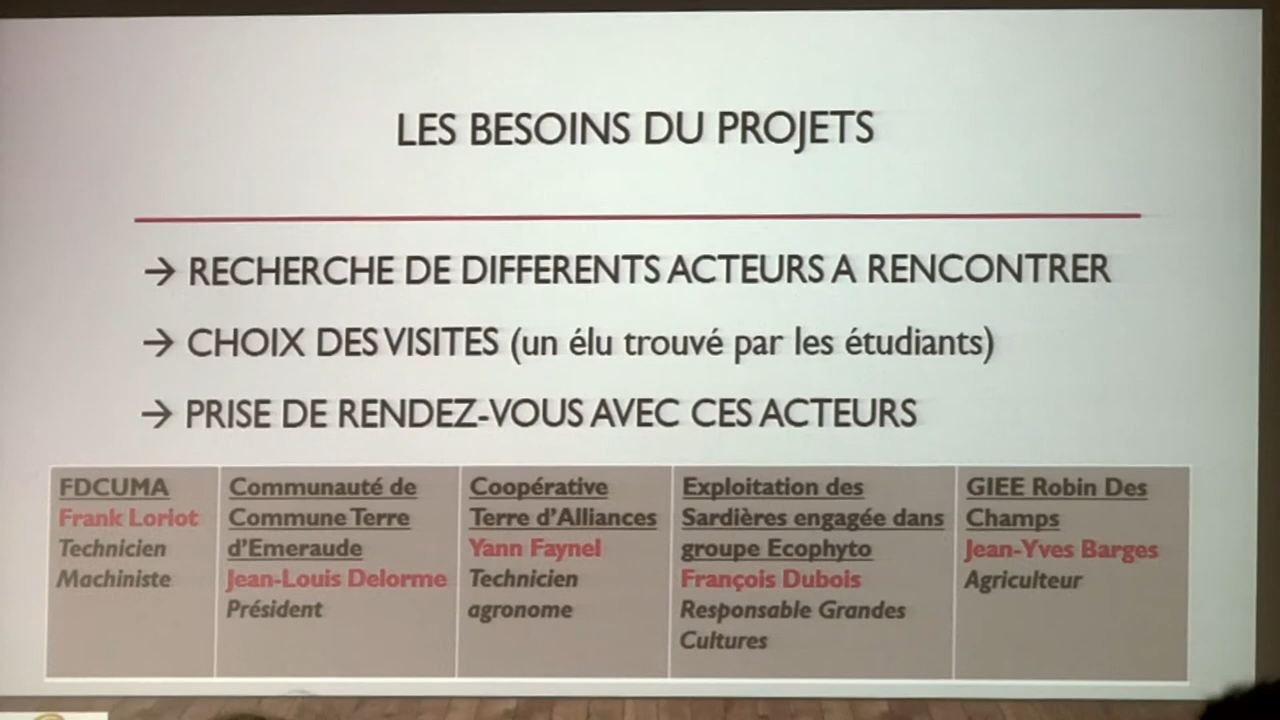 LES BESOINS DU PROJETS
→ RECHERCHE DE DIFFERENTS ACTEURS A RENCONTRER
→ CHOIX DES VISITES (un élu trouvé par les étudiants)
→ PRISE DE RENDEZ-VOUS AVEC CES ACTEURS
FDCUMA
Frank Loriot
Technicien
Machiniste
Communauté de
Commune Terre
d'Emeraude
Jean-Louis Delorme
Président
Coopérative
Terre d'Alliances
Yann Faynel
Technicien
agronome
Exploitation des
Sardières engagée dans
groupe Ecophyto
François Dubois
Responsable Grandes
Cultures
GIEE Robin Des
Champs
Jean-Yves Barges
Agriculteur